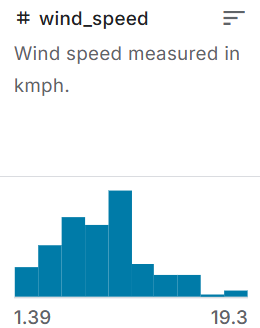 # wind_speed
Wind speed measured in
kmph.
1.39 19.3